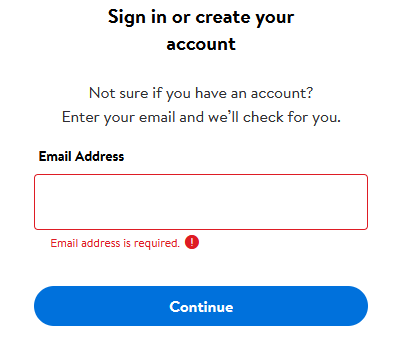 Sign in or create your
account
Not sure if you have an account?
Enter your email and we’ll check for you.
Email Address
Email address is required. !
Continue